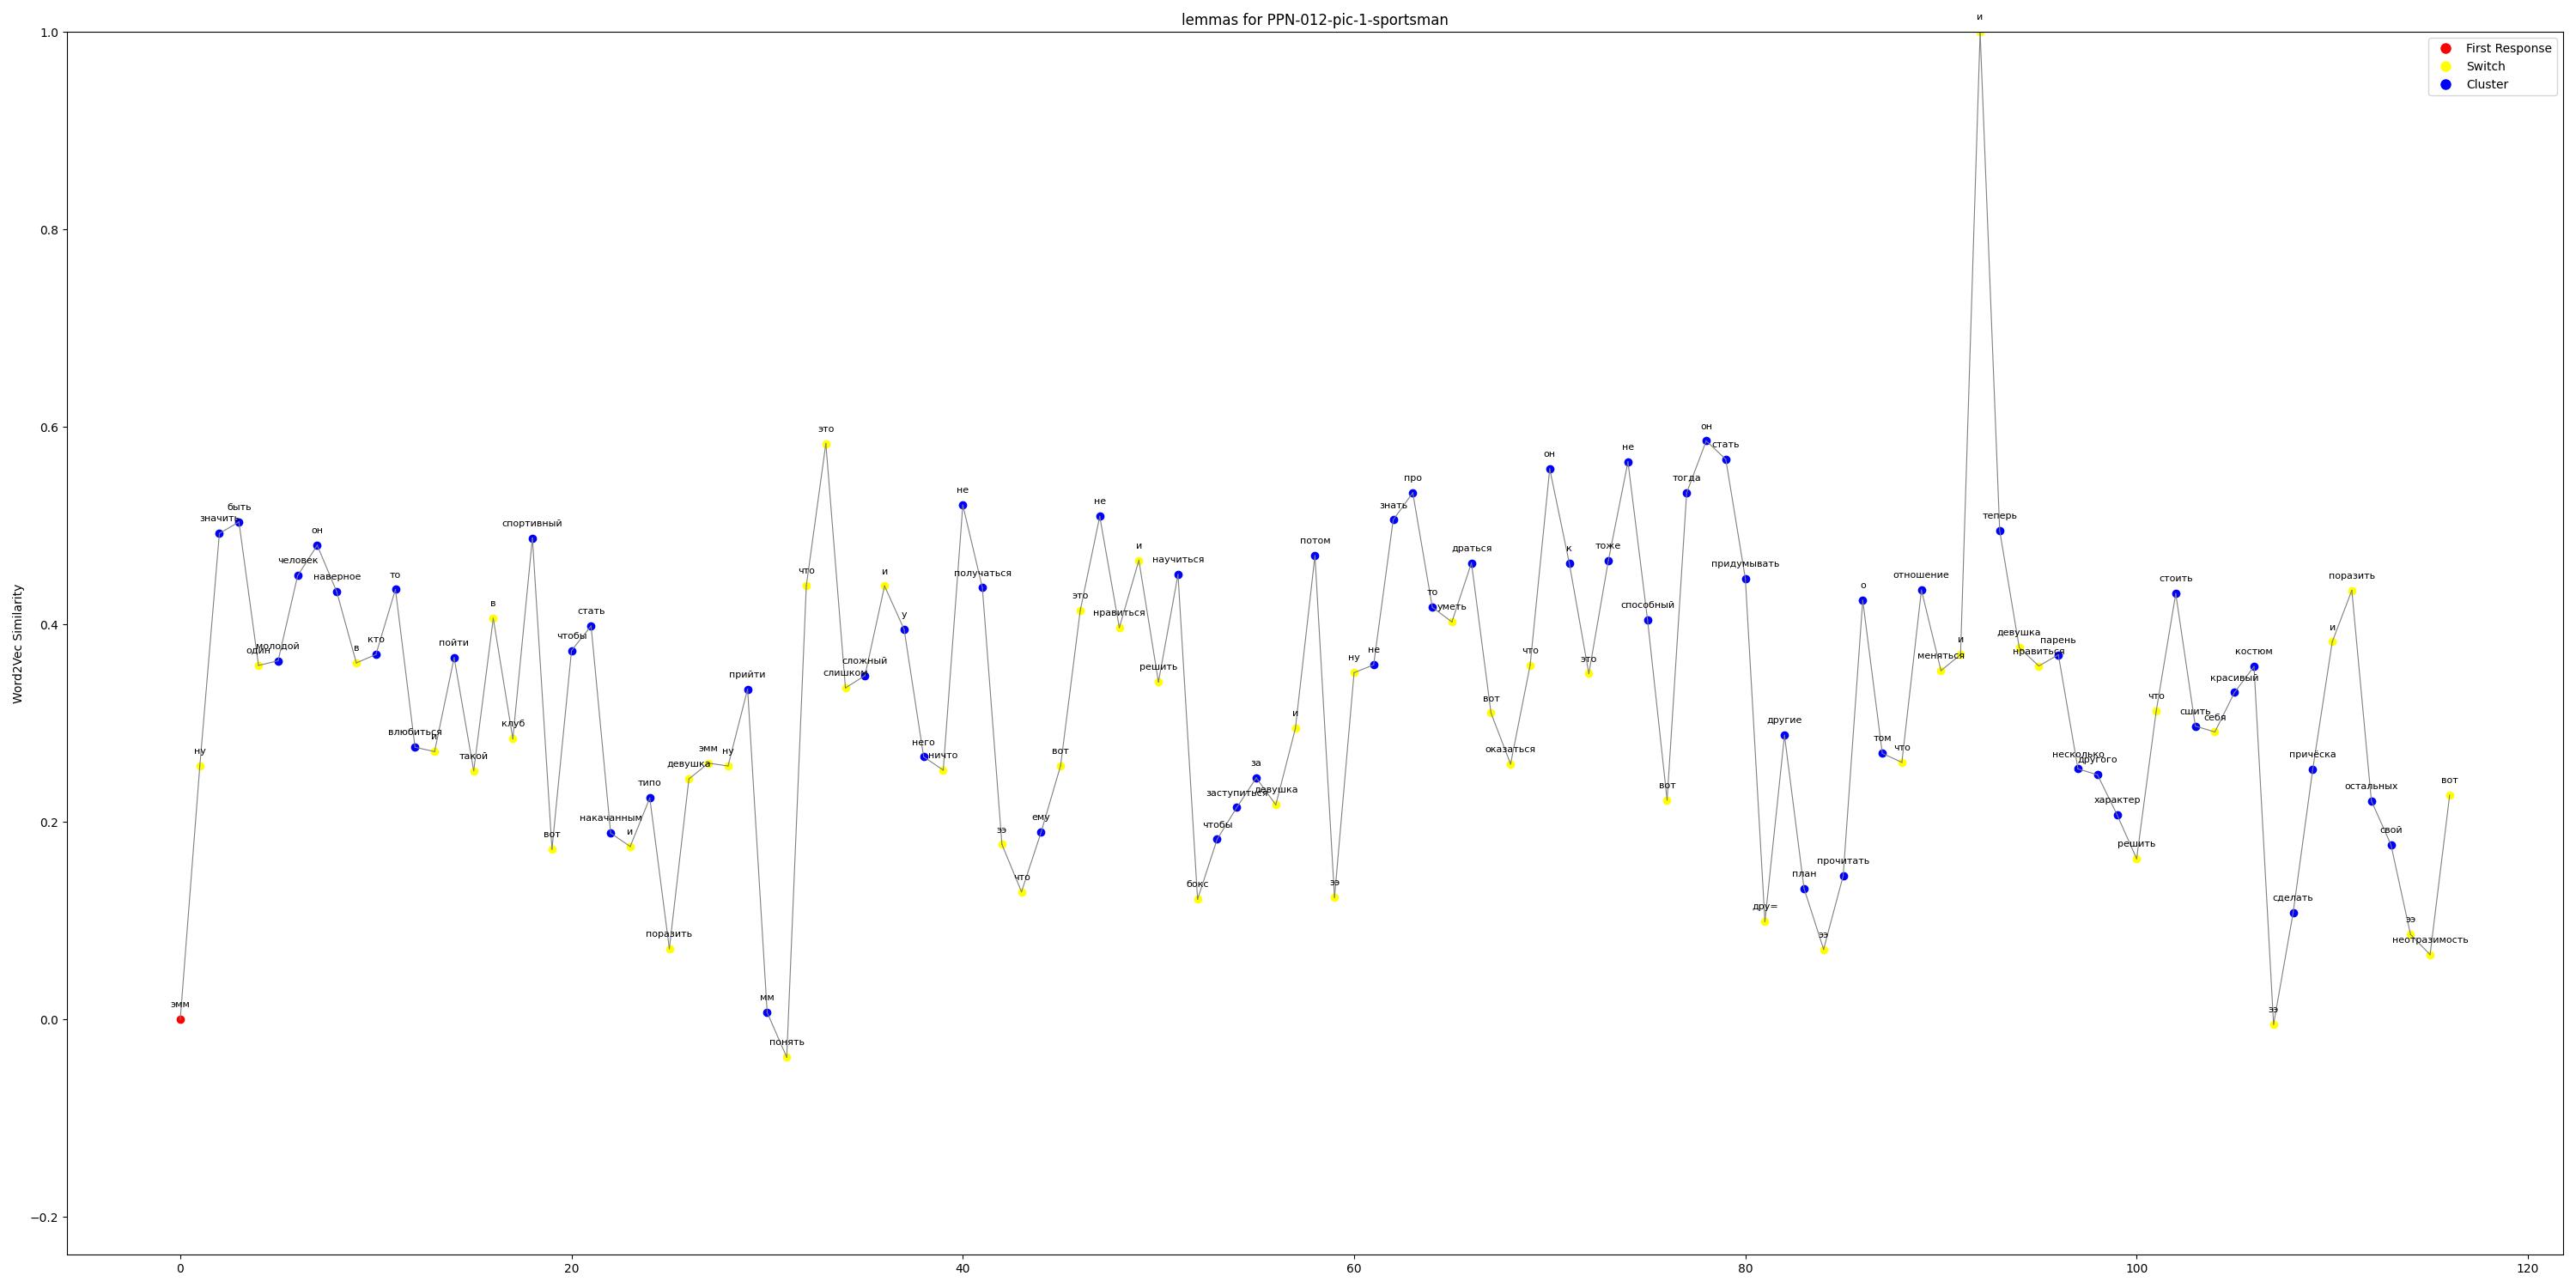 lemmas for PPN-012-pic-1-sportsman
First Response
Switch
Cluster
Word2Vec Similarity
1.0
0.8
0.6
0.4
0.2
0.0
−0.2
0
20
40
60
80
100
120
эмм
ну
значить
быть
один
молодой
человек
он
наверное
в
кто
то
влюбиться
и
пойти
такой
в
клуб
спортивный
вот
чтобы
стать
накачанным
и
типо
поразить
девушка
эмм
ну
прийти
мм
понять
что
это
слишком
сложный
и
у
него
ничто
не
получаться
ээ
что
ему
вот
это
не
нравиться
и
решить
научиться
бокс
чтобы
заступиться
за
девушка
и
потом
ээ
ну
не
знать
про
то
уметь
драться
вот
оказаться
что
он
к
это
тоже
не
способный
вот
тогда
он
стать
придумывать
дру=
другие
план
ээ
прочитать
о
том
что
отношение
меняться
и
и
теперь
девушка
нравиться
парень
несколько
другого
характер
решить
что
стоить
сшить
себя
красивый
костюм
ээ
сделать
причёска
и
поразить
остальных
свой
ээ
неотразимость
вот